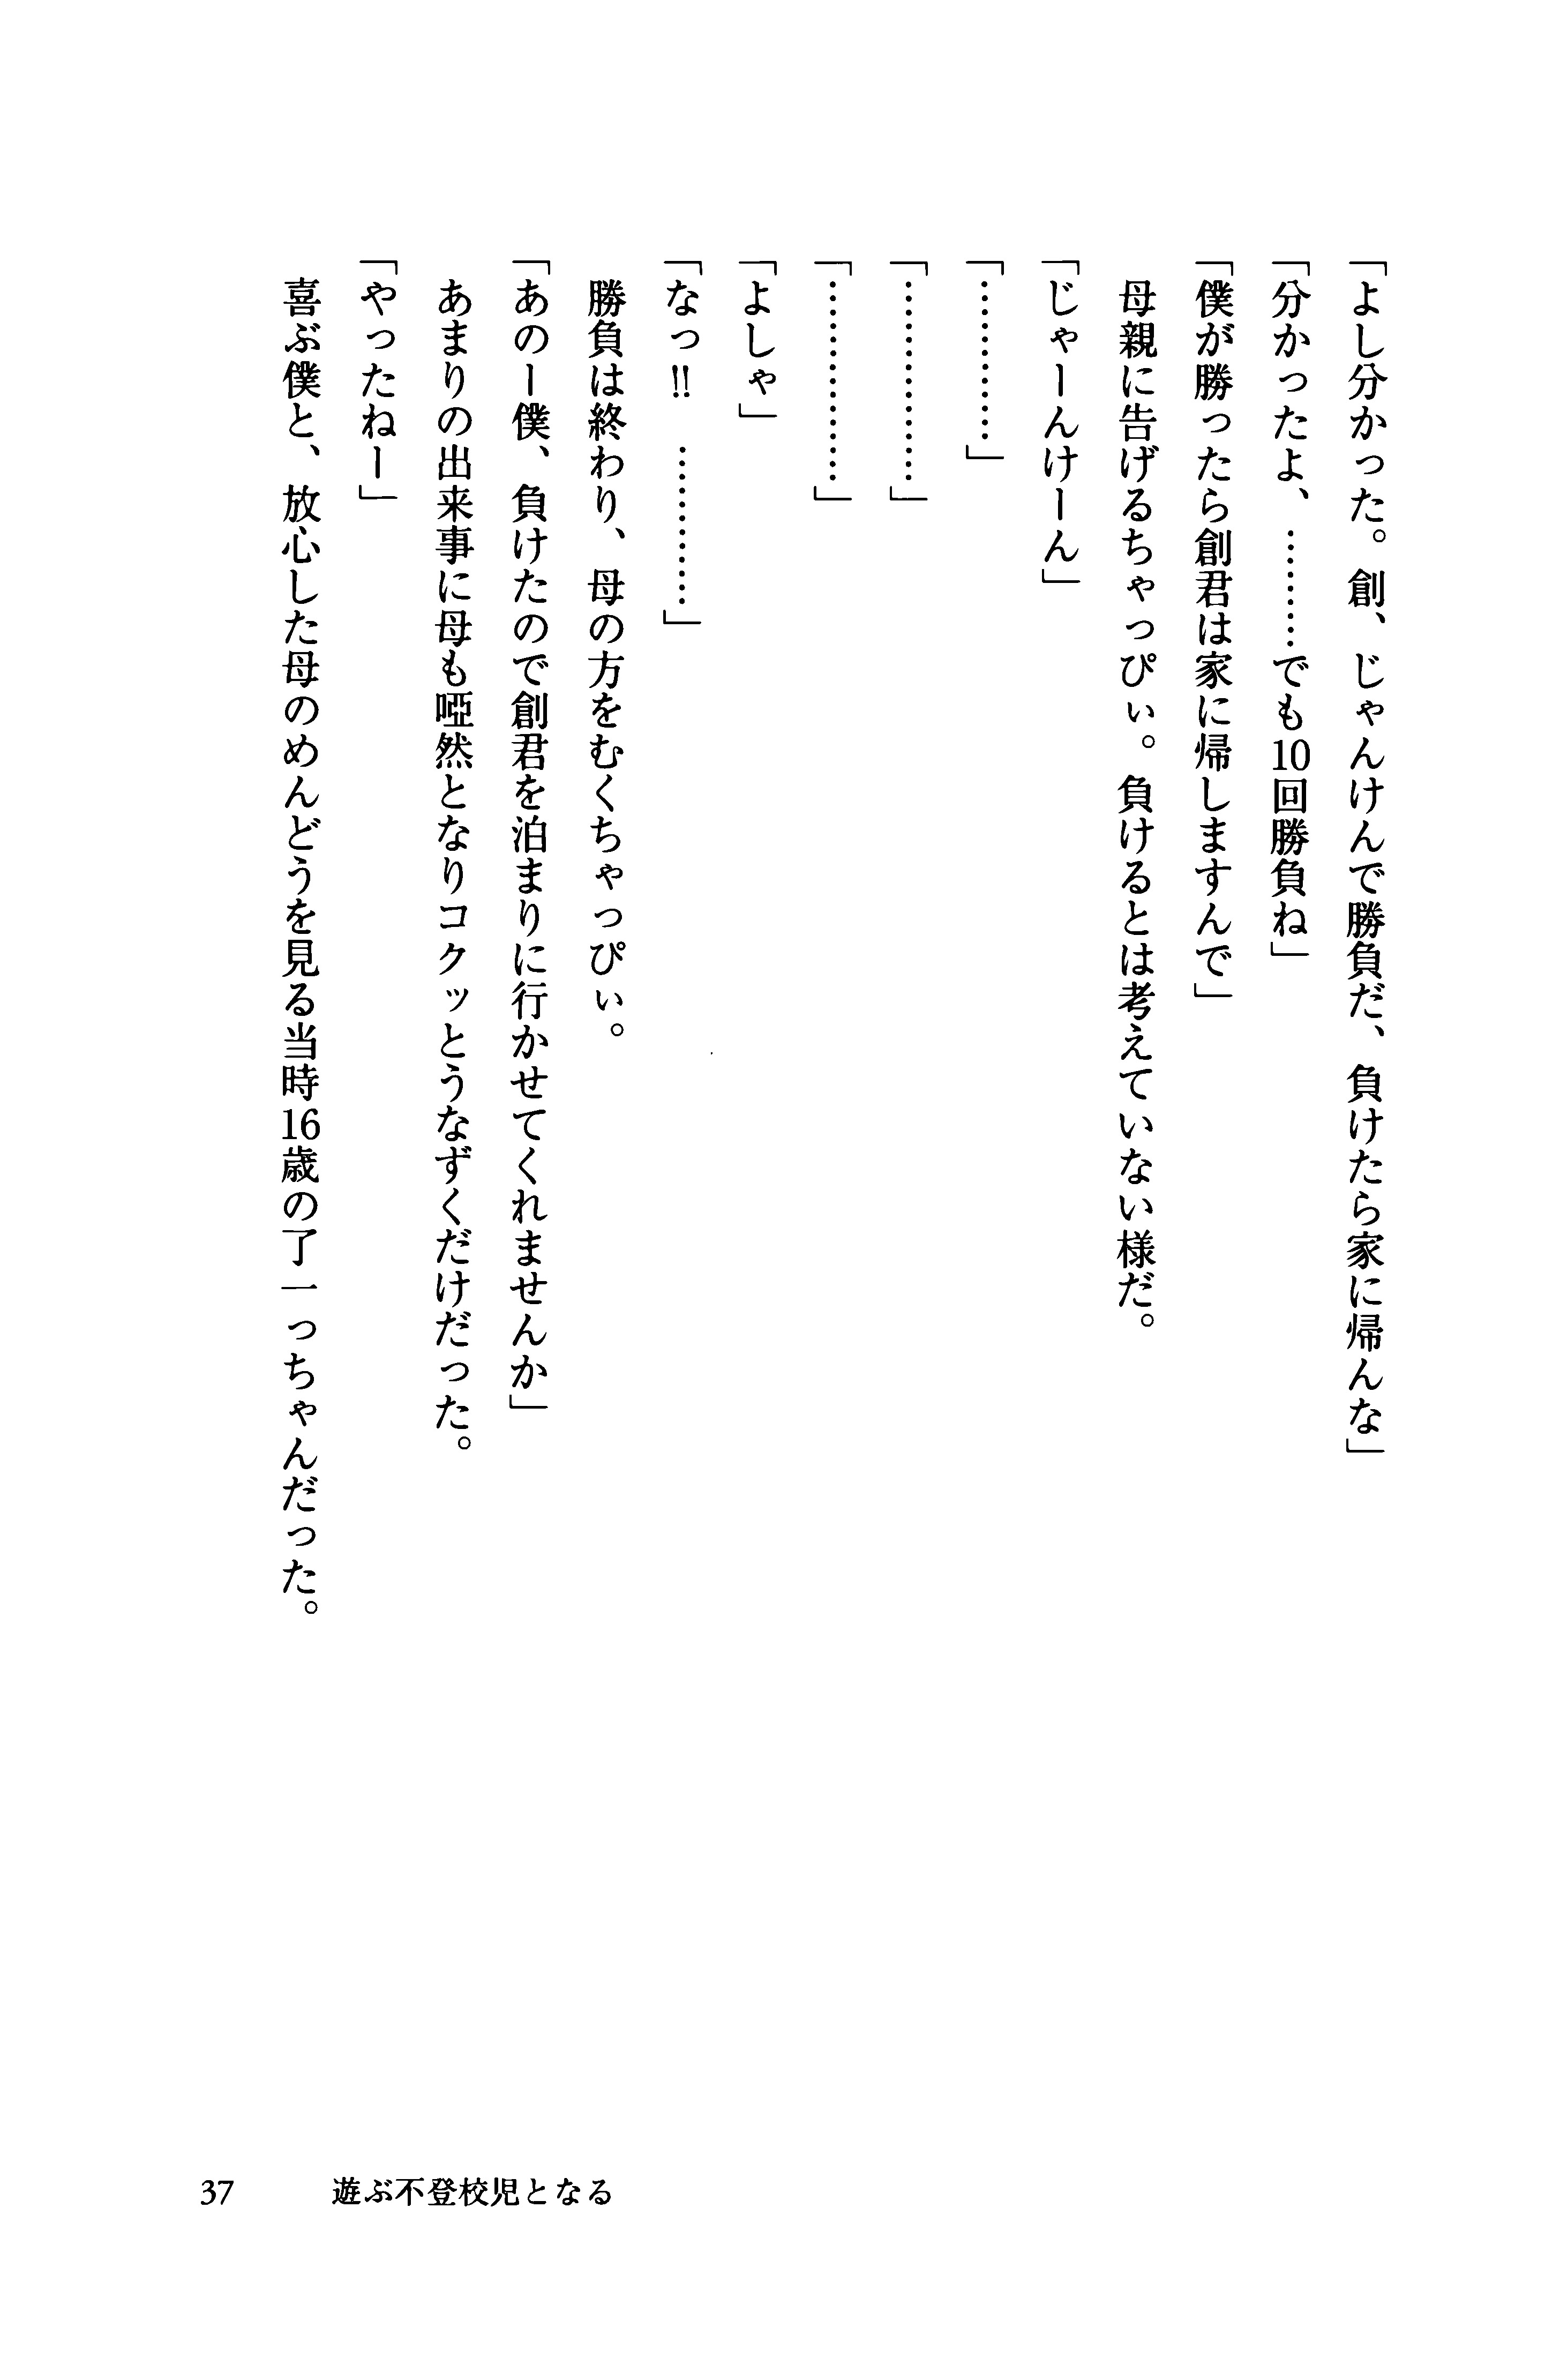 「よし分かった。創、じゃんけんで勝負だ、負けたら家に帰んな」
「分かったよ、………でも10回勝負ね」
「僕が勝ったら創君は家に帰しますんで」
母親に告げるちゃっぴぃ。負けるとは考えていない様だ。
「じゃーんけーん」
「…………」
「……………」
「……………」
「よしゃ」
「なっ!!　…………」
勝負は終わり、母の方をむくちゃっぴぃ。
「あのー僕、負けたので創君を泊まりに行かせてくれませんか」
あまりの出来事に母も啞然となりコクッとうなずくだけだった。
「やったねー」
喜ぶ僕と、放心した母のめんどうを見る当時16歳の了一っちゃんだった。
37　遊ぶ不登校児となる